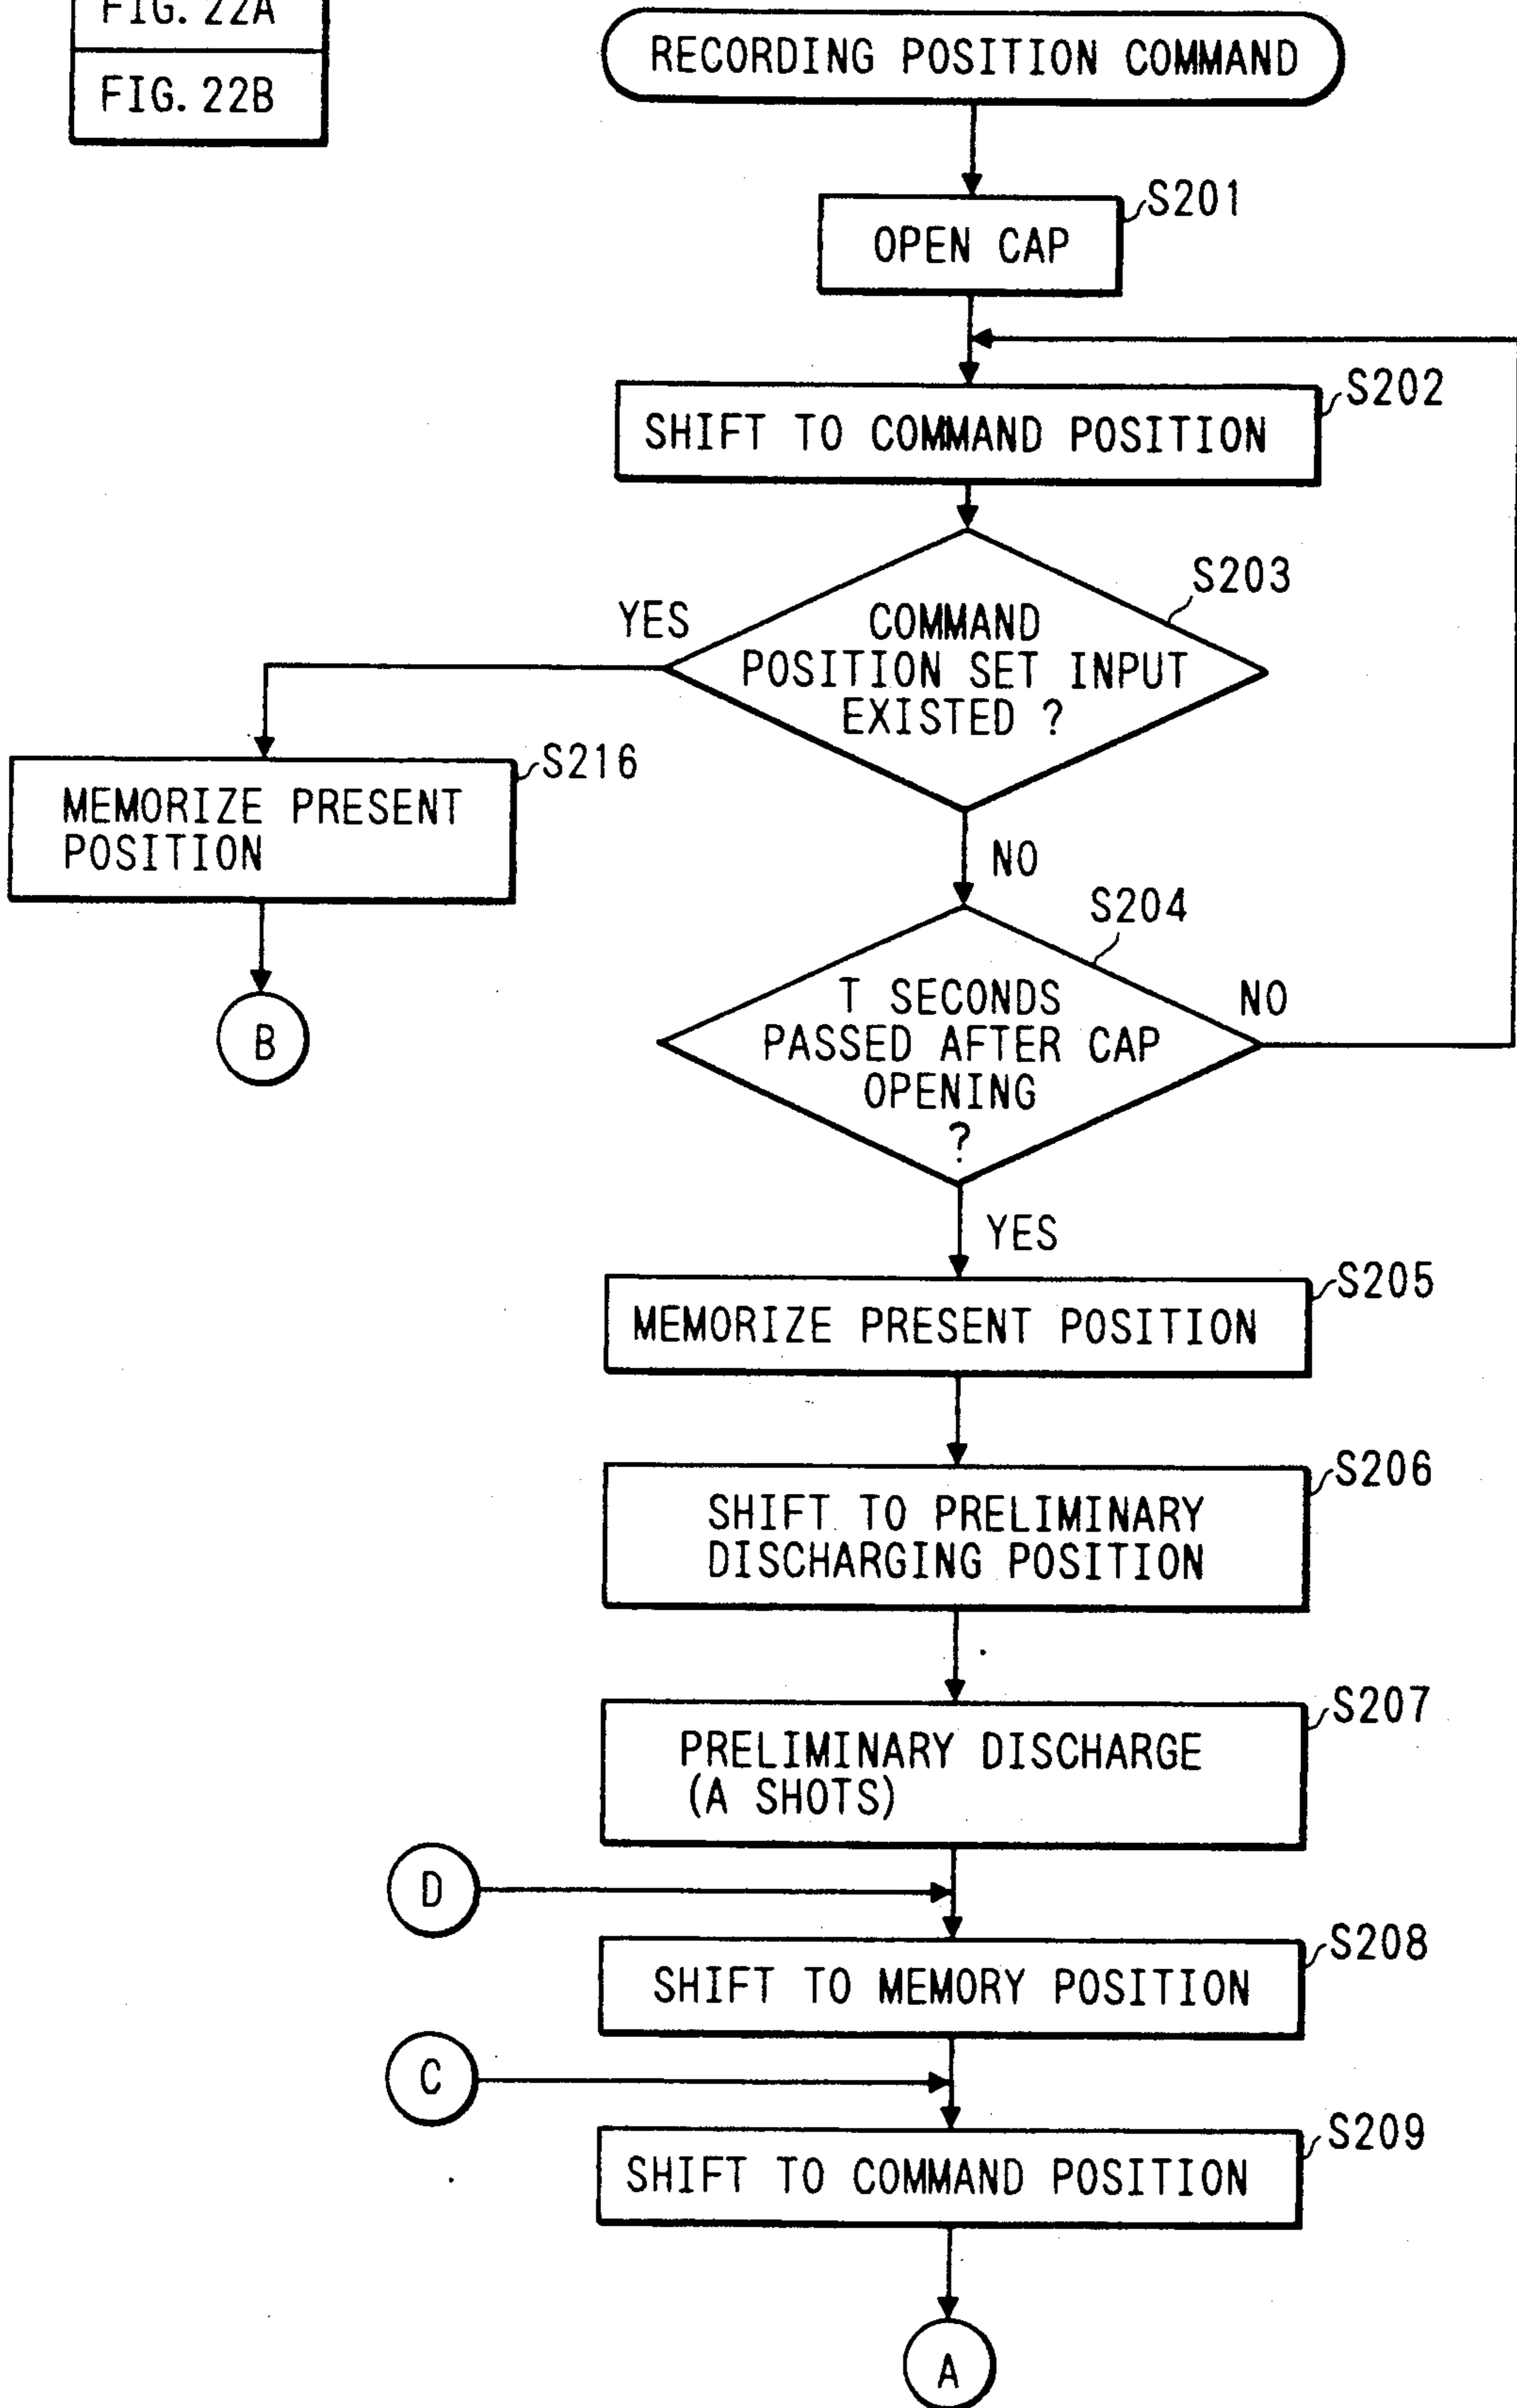 FIG. 22A
FIG. 22B
RECORDING POSITION COMMAND
S201
OPEN CAP
S202
SHIFT TO COMMAND POSITION
S203
YES
COMMAND
POSITION SET INPUT
EXISTED ?
S216
MEMORIZE PRESENT
POSITION
NO
B
S204
T SECONDS
PASSED AFTER CAP
OPENING
?
NO
YES
S205
MEMORIZE PRESENT POSITION
S206
SHIFT TO PRELIMINARY
DISCHARGING POSITION
S207
PRELIMINARY DISCHARGE
(A SHOTS)
D
S208
SHIFT TO MEMORY POSITION
C
S209
SHIFT TO COMMAND POSITION
A